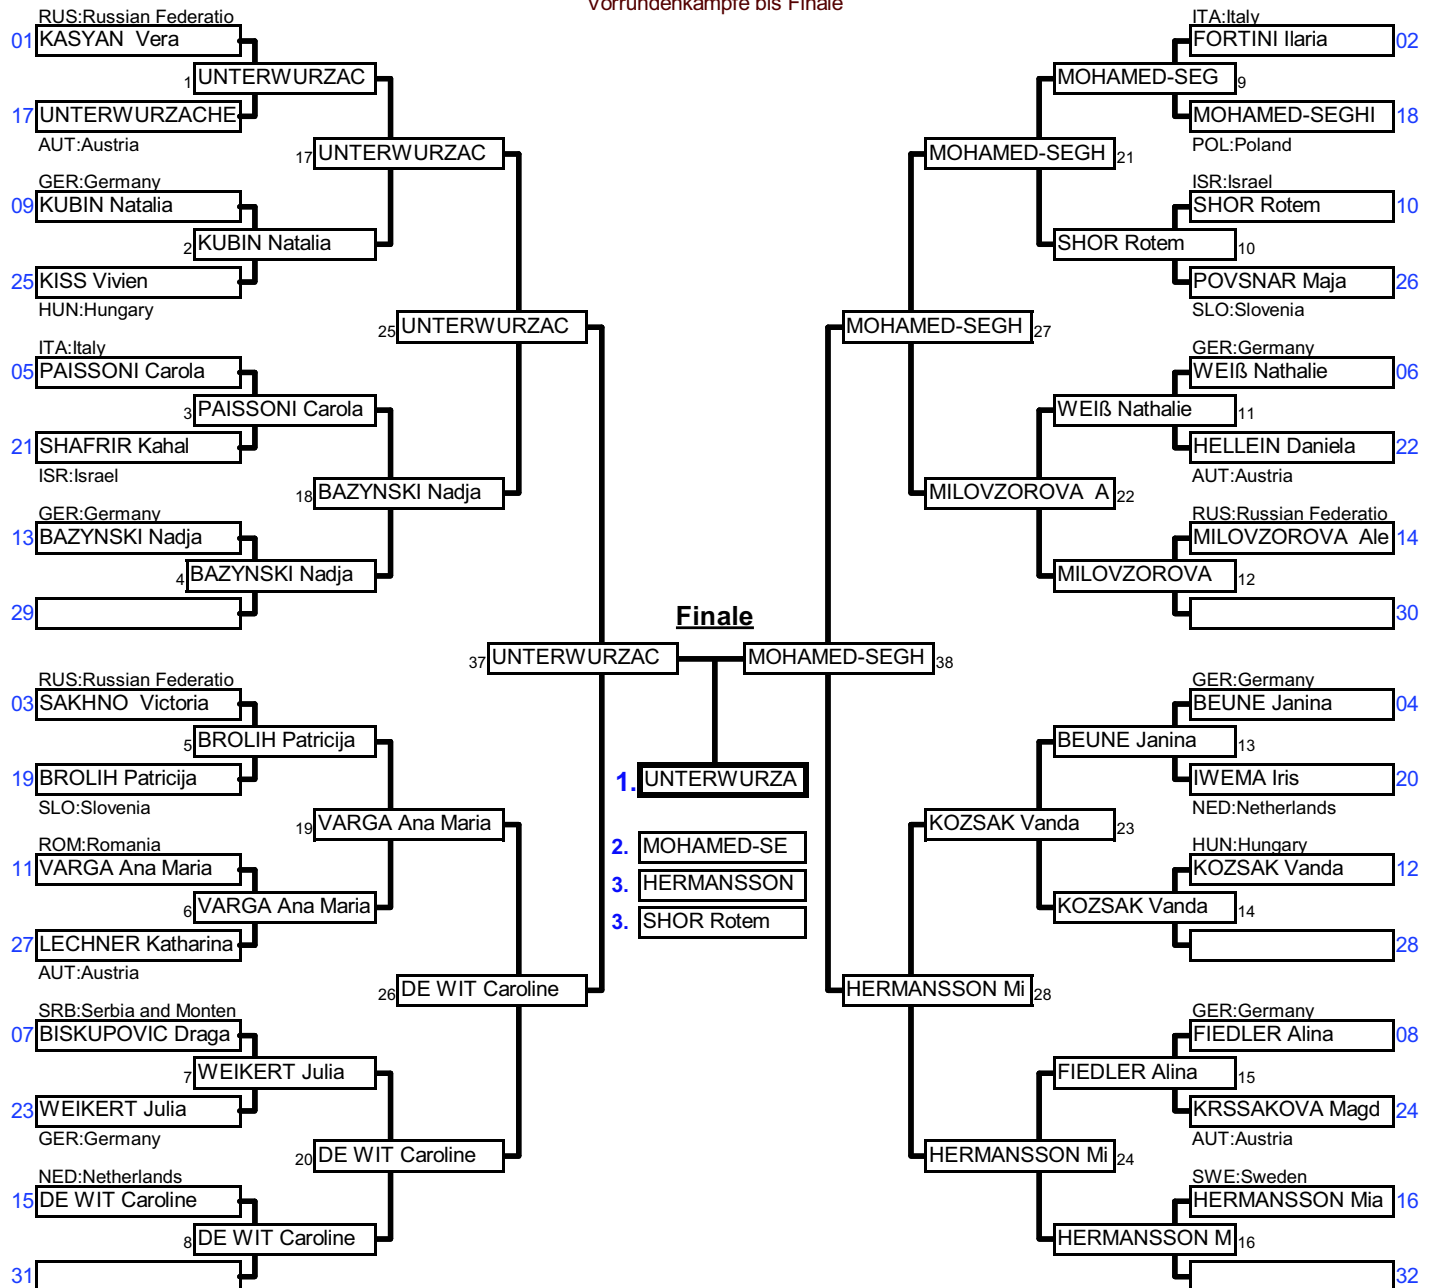 Vorrundenkämpfe bis Finale
RUS:Russian Federatio
01 KASYAN Vera
1 UNTERWURZAC
17 UNTERWURZACHE
AUT:Austria
17 UNTERWURZAC
GER:Germany
09 KUBIN Natalia
2 KUBIN Natalia
25 KISS Vivien
HUN:Hungary
25 UNTERWURZAC
ITA:Italy
05 PAISSONI Carola
3 PAISSONI Carola
21 SHAFRIR Kahal
ISR:Israel
18 BAZYNSKI Nadja
GER:Germany
13 BAZYNSKI Nadja
4 BAZYNSKI Nadja
29
37 UNTERWURZAC
RUS:Russian Federatio
03 SAKHNO Victoria
5 BROLIH Patricija
19 BROLIH Patricija
SLO:Slovenia
19 VARGA Ana Maria
ROM:Romania
11 VARGA Ana Maria
6 VARGA Ana Maria
27 LECHNER Katharina
AUT:Austria
26 DE WIT Caroline
SRB:Serbia and Monten
07 BISKUPOVIC Draga
7 WEIKERT Julia
23 WEIKERT Julia
GER:Germany
20 DE WIT Caroline
NED:Netherlands
15 DE WIT Caroline
8 DE WIT Caroline
31
Finale
1. UNTERWURZA
2. MOHAMED-SE
3. HERMANSSON
3. SHOR Rotem
ITA:Italy
FORTINI Ilaria 02
MOHAMED-SEG 9
MOHAMED-SEGHI 18
POL:Poland
MOHAMED-SEGH 21
ISR:Israel
SHOR Rotem 10
SHOR Rotem 10
POVSNAR Maja 26
SLO:Slovenia
MOHAMED-SEGH 27
GER:Germany
WEIß Nathalie 06
WEIß Nathalie 11
HELLEIN Daniela 22
AUT:Austria
MILOVZOROVA A 22
RUS:Russian Federatio
MILOVZOROVA Ale 14
MILOVZOROVA 12
30
MOHAMED-SEGH 38
GER:Germany
BEUNE Janina 04
BEUNE Janina 13
IWEMA Iris 20
NED:Netherlands
KOZSAK Vanda 23
HUN:Hungary
KOZSAK Vanda 12
KOZSAK Vanda 14
28
HERMANSSON Mi 28
GER:Germany
FIEDLER Alina 08
FIEDLER Alina 15
KRSSAKOVA Magd 24
AUT:Austria
HERMANSSON Mi 24
SWE:Sweden
HERMANSSON Mia 16
HERMANSSON M 16
32